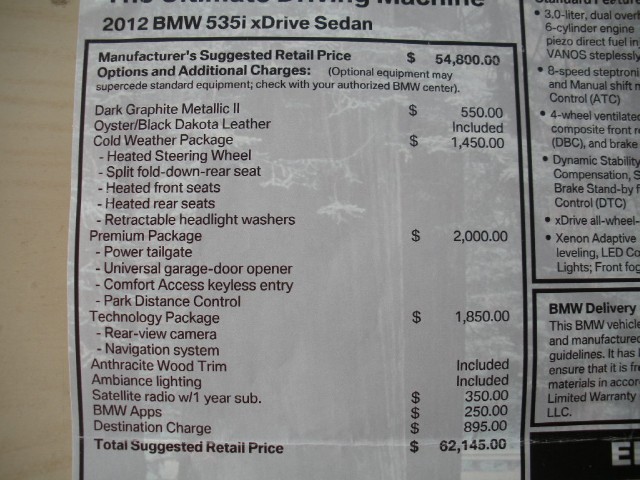 The Ultimate Driving Machine
2012 BMW 535i xDrive Sedan
Manufacturer's Suggested Retail Price $ 54,800.00
Options and Additional Charges: (Optional equipment may
supercede standard equipment; check with your authorized BMW center).
Dark Graphite Metallic II $ 550.00
Oyster/Black Dakota Leather Included
Cold Weather Package $ 1,450.00
- Heated Steering Wheel
- Split fold-down-rear seat
- Heated front seats
- Heated rear seats
- Retractable headlight washers
Premium Package $ 2,000.00
- Power tailgate
- Universal garage-door opener
- Comfort Access keyless entry
- Park Distance Control
Technology Package $ 1,850.00
- Rear-view camera
- Navigation system
Anthracite Wood Trim Included
Ambiance lighting Included
Satellite radio w/1 year sub. $ 350.00
BMW Apps $ 250.00
Destination Charge $ 895.00
Total Suggested Retail Price $ 62,145.00
Standard Features
• 3.0-liter, dual over
6-cylinder engine
piezo direct fuel in
VANOS steplessly
• 8-speed steptroni
and Manual shift m
Control (ATC)
• 4-wheel ventilated
composite front r
(DBC), and brake
• Dynamic Stability
Compensation, S
Brake Stand-by f
Control (DTC)
• xDrive all-wheel-
• Xenon Adaptive
leveling, LED Co
Lights; Front fog
BMW Delivery
This BMW vehicle
and manufactured
guidelines. It has
ensure that it is fre
materials in accor
Limited Warranty
LLC.